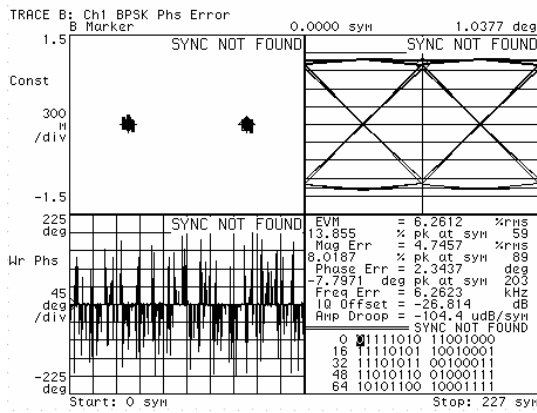 TRACE B: Ch1 BPSK Phs Error
B Marker 0.0000 sym 1.0377 deg
1.5
SYNC NOT FOUND
SYNC NOT FOUND
Const
300
M
/div
-1.5
225
deg
SYNC NOT FOUND
Wr Phs
45
deg
/div
-225
deg
EVM = 6.2612 %rms
13.855 % pk at sym 59
Mag Err = 4.7457 %rms
8.0187 % pk at sym 89
Phase Err = 2.3437 deg
-7.7971 deg pk at sym 203
Freq Err = 6.2623 kHz
IQ Offset = -26.814 dB
Amp Droop = -104.4 udB/sym
SYNC NOT FOUND
0 01111010 11001000
16 11110101 10010001
32 11101011 00100011
48 11010110 01000111
64 10101100 10001111
Start: 0 sym Stop: 227 sym